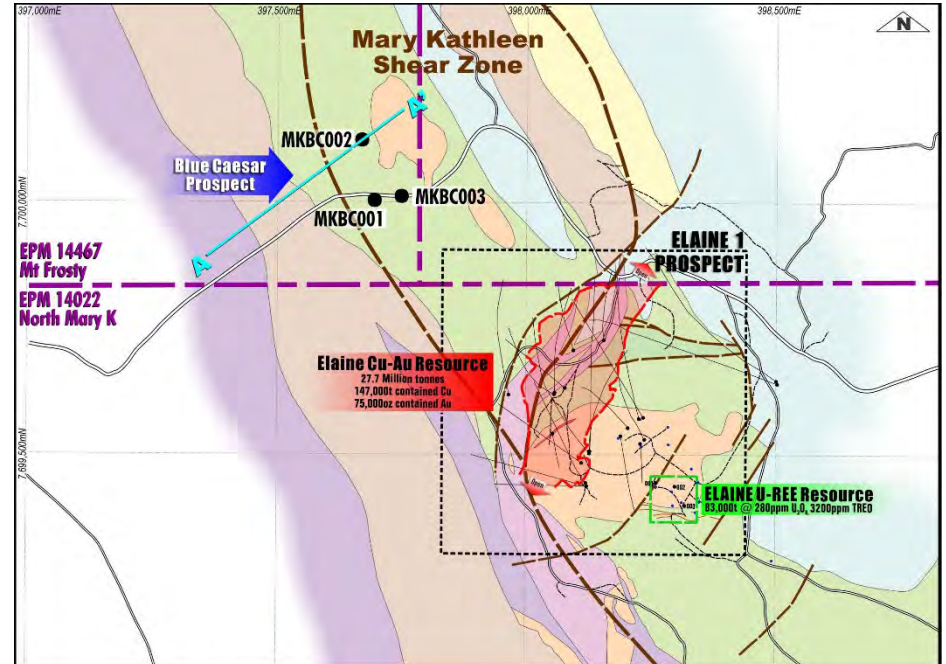 397,000mE
397,500mE
398,000mE
398,500mE
N
Mary Kathleen
Shear Zone
A'
MKBC002
Blue Caesar
Prospect
MKBC003
MKBC001
7,700,000mN
A
EPM 14467
Mt Frosty
EPM 14022
North Mary K
ELAINE 1
PROSPECT
Open
Elaine Cu-Au Resource
27.7 Million tonnes
147,000t contained Cu
75,000oz contained Au
7,699,500mN
Open
ELAINE U-REE Resource
83,000t @ 280ppm U₃O₈ 3200ppm TREO